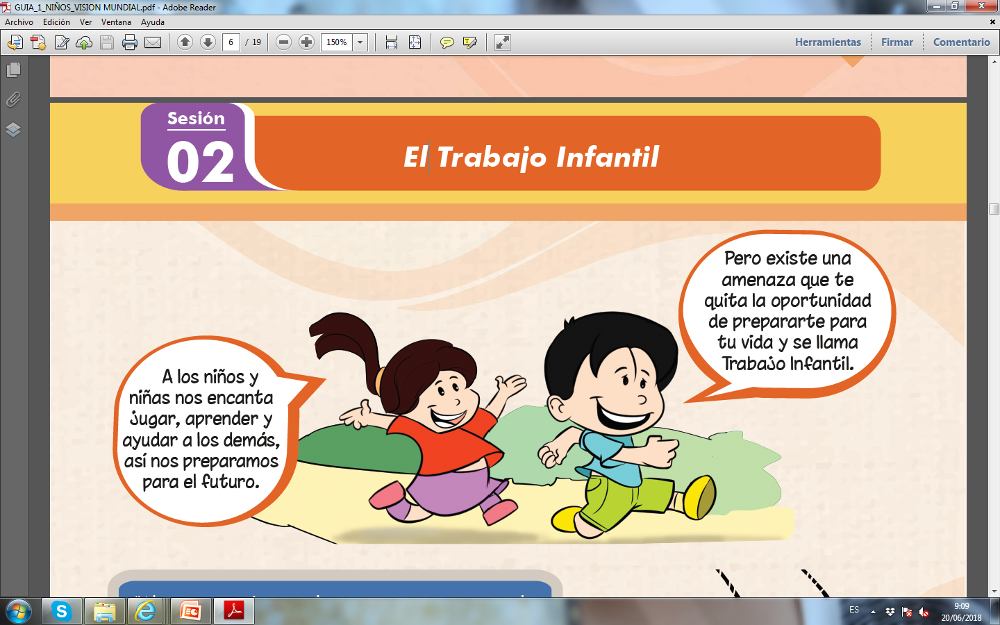 GUIA_1_NIÑOS_VISION MUNDIAL.pdf - Adobe Reader
Archivo Edición Ver Ventana Ayuda
6 / 19 150% Herramientas Firmar Comentario
Sesión
02
El Trabajo Infantil
Pero existe una
amenaza que te
quita la oportunidad
de prepararte para
tu vida y se llama
Trabajo Infantil.
A los niños y
niñas nos encanta
jugar, aprender y
ayudar a los demás,
así nos preparamos
para el futuro.
ES
9:09
20/06/2018